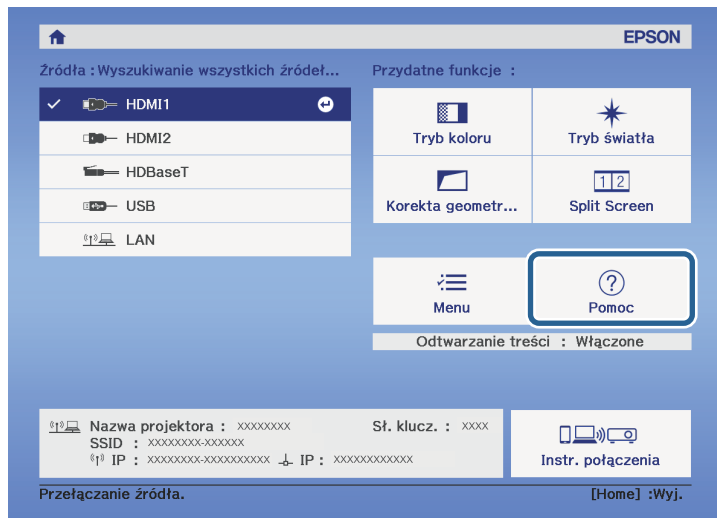 EPSON
Źródła : Wyszukiwanie wszystkich źródeł...
HDMI1
HDMI2
HDBaseT
USB
LAN
Przydatne funkcje :
Tryb koloru
Tryb światła
Korekta geometr...
1 2
Split Screen
Menu
? 
Pomoc
Odtwarzanie treści : Włączone
Nazwa projektora : xxxxxxxx
Sł. klucz. : xxxx
SSID : xxxxxxxx-xxxxxx
IP : xxxxxxxx-xxxxxxxxxx IP : xxxxxxxxxxxx
Instr. połączenia
Przełączanie źródła.
[Home] :Wyj.